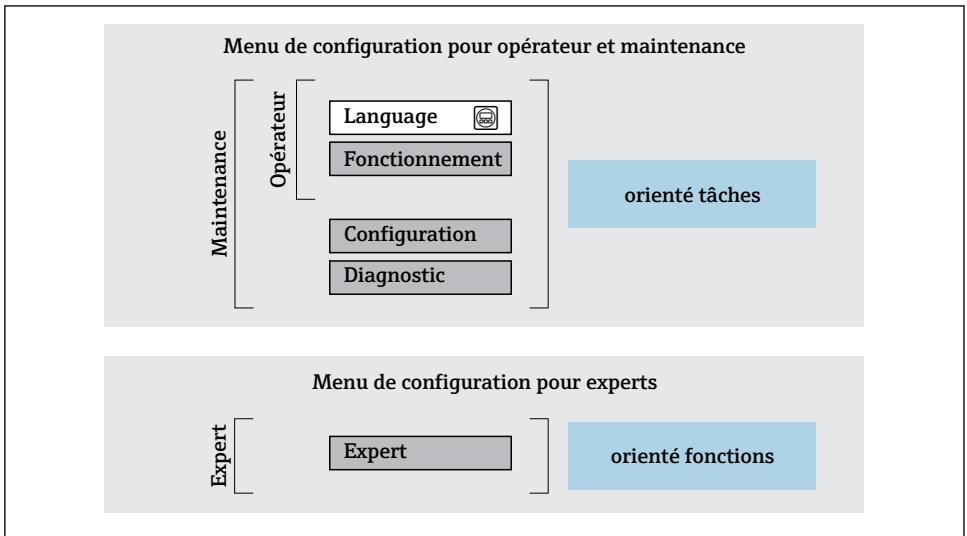 Menu de configuration pour opérateur et maintenance
Maintenance
Opérateur
Language
Fonctionnement
Configuration
Diagnostic
orienté tâches
Menu de configuration pour experts
Expert
Expert
orienté fonctions